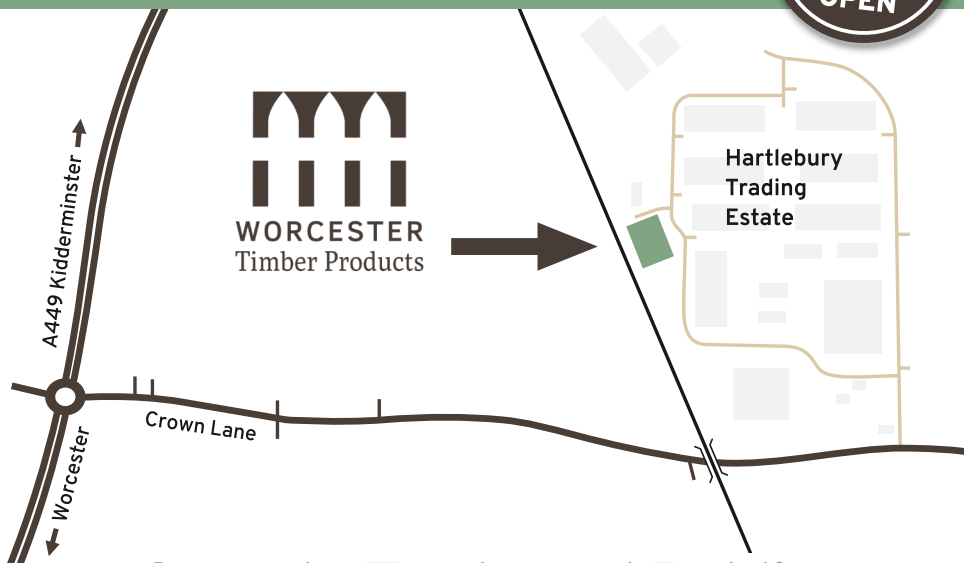 OPEN
A449 Kidderminster
WORCESTER
Timber Products
Hartlebury
Trading
Estate
Crown Lane
Worcester